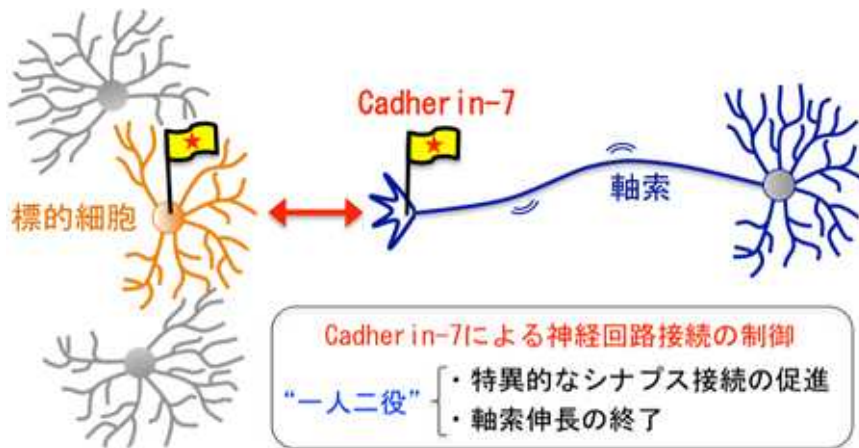 Cadherin-7
標的細胞
軸索
Cadherin-7による神経回路接続の制御
“一人二役”
・特異的なシナプス接続の促進
・軸索伸長の終了